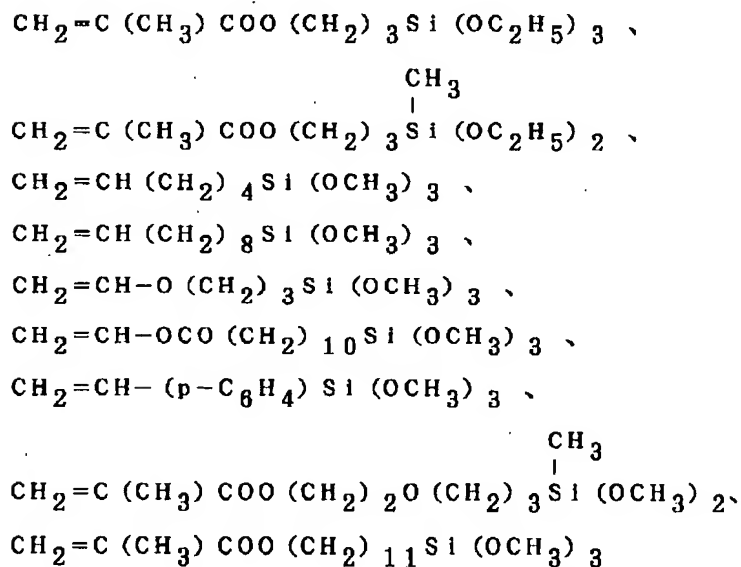 CH₂=C(CH₃)COO(CH₂)₃Si(OC₂H₅)₃、
CH₃
CH₂=C(CH₃)COO(CH₂)₃Si(OC₂H₅)₂、
CH₂=CH(CH₂)₄Si(OCH₃)₃、
CH₂=CH(CH₂)₈Si(OCH₃)₃、
CH₂=CH-O(CH₂)₃Si(OCH₃)₃、
CH₂=CH-OCO(CH₂)₁₀Si(OCH₃)₃、
CH₂=CH-(p-C₆H₄)Si(OCH₃)₃、
CH₃
CH₂=C(CH₃)COO(CH₂)₂O(CH₂)₃Si(OCH₃)₂、
CH₂=C(CH₃)COO(CH₂)₁₁Si(OCH₃)₃